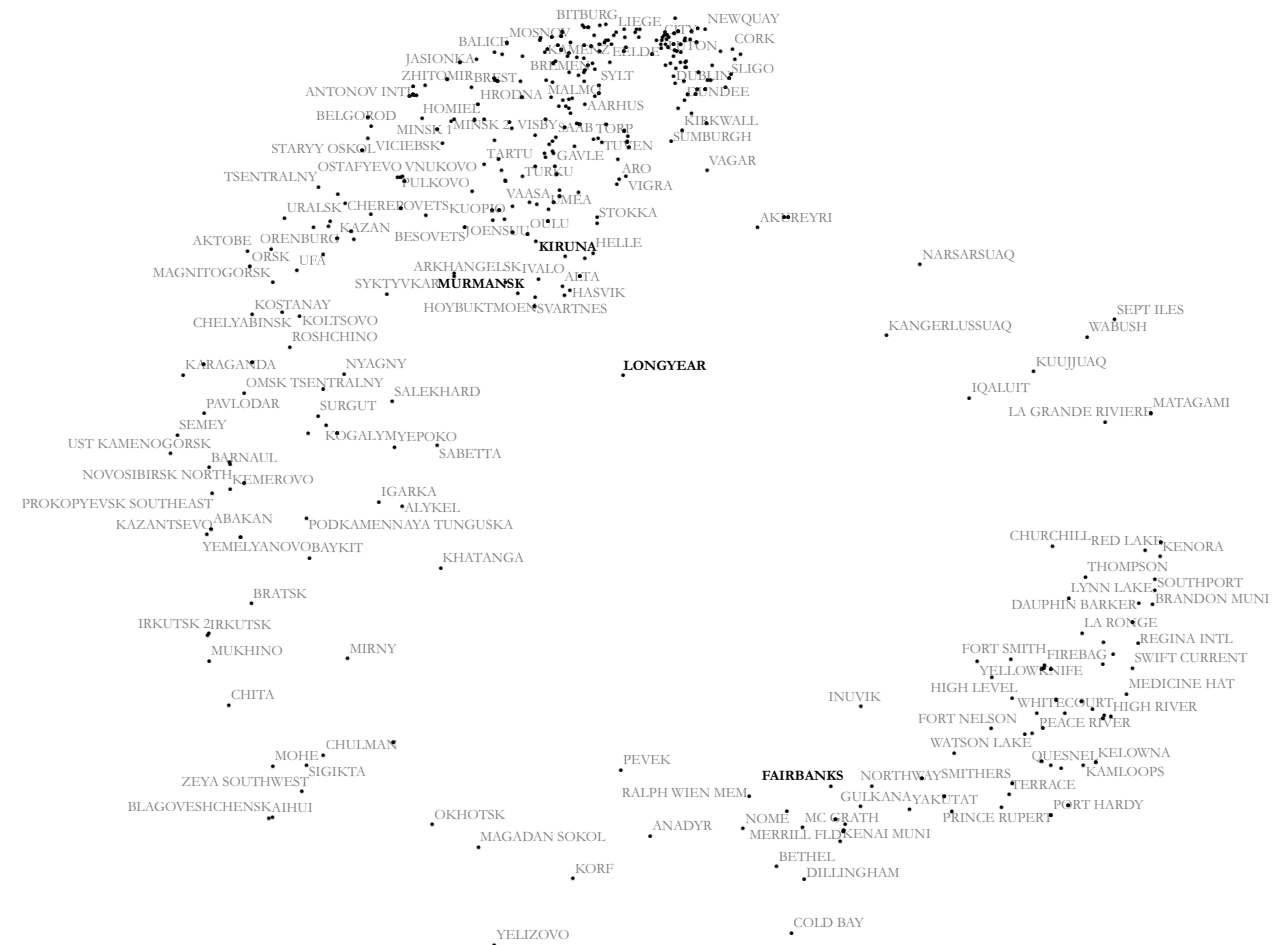 BITBURG
LIEGE
NEWQUAY
MOSNOV
CITY
BALICE
KAMENZ
EELDE
CORK
JASIONKA
BREMEN
SLIGO
ZHITOMIR
BREST
SYLT
DUBLIN
ANTONOV INTL
HRODNA
MALMO
DUNDEE
HOMIEL
AARHUS
BELGOROD
MINSK 1
MINSK 2
VISBY
SAAB
TORP
KIRKWALL
STARYY OSKOL
VICIEBSK
TUVEN
SUMBURGH
TARTU
GAVLE
VAGAR
OSTAFYEVO
VNUKOVO
TURKU
ARO
TSENTRALNY
PULKOVO
VIGRA
VAASA
UMEA
URALSK
CHEREPOVETS
KUOPIO
STOKKA
AKUREYRI
KAZAN
BESOVETS
JOENSUU
OULU
AKTOBE
ORENBURG
KIRUNA
HELLE
ORSK
UFA
NARSARSUAQ
MAGNITOGORSK
ARKHANGELSK
IVALO
ALTA
SYKTYVKAR
MURMANSK
HASVIK
KOSTANAY
HOYBUKTMOEN
SVARTNES
SEPT ILES
CHELYABINSK
KOLTSOVO
KANGERLUSSUAQ
WABUSH
ROSHCHINO
KARAGANDA
NYAGNY
LONGYEAR
KUUJJUAQ
OMSK TSENTRALNY
SALEKHARD
IQALUIT
PAVLODAR
SURGUT
LA GRANDE RIVIERE
MATAGAMI
SEMEY
KOGALYM
YEPOKO
UST KAMENOGORSK
SABETTA
BARNAUL
NOVOSIBIRSK NORTH
KEMEROVO
PROKOPYEVSK SOUTHEAST
IGARKA
ALYKEL
KAZANTSEVO
ABAKAN
PODKAMENNAYA TUNGUSKA
YEMELYANOVO
BAYKIT
CHURCHILL
RED LAKE
KENORA
KHATANGA
THOMPSON
LYNN LAKE
SOUTHPORT
BRATSK
DAUPHIN BARKER
BRANDON MUNI
IRKUTSK 2
IRKUTSK
LA RONGE
REGINA INTL
MUKHINO
MIRNY
FORT SMITH
FIREBAG
SWIFT CURRENT
YELLOWKNIFE
CHITA
HIGH LEVEL
MEDICINE HAT
INUVIK
WHITECOURT
HIGH RIVER
FORT NELSON
PEACE RIVER
CHULMAN
WATSON LAKE
QUESNEL
KELOWNA
MOHE
SIGIKTA
PEVEK
FAIRBANKS
NORTHWAY
SMITHERS
KAMLOOPS
ZEYA SOUTHWEST
RALPH WIEN MEM
TERRACE
BLAGOVESHCHENSK
AIHUI
GULKANA
YAKUTAT
PORT HARDY
OKHOTSK
ANADYR
NOME
MC GRATH
PRINCE RUPERT
MAGADAN SOKOL
MERRILL FLD
KENAI MUNI
BETHEL
KORF
DILLINGHAM
COLD BAY
YELIZOVO